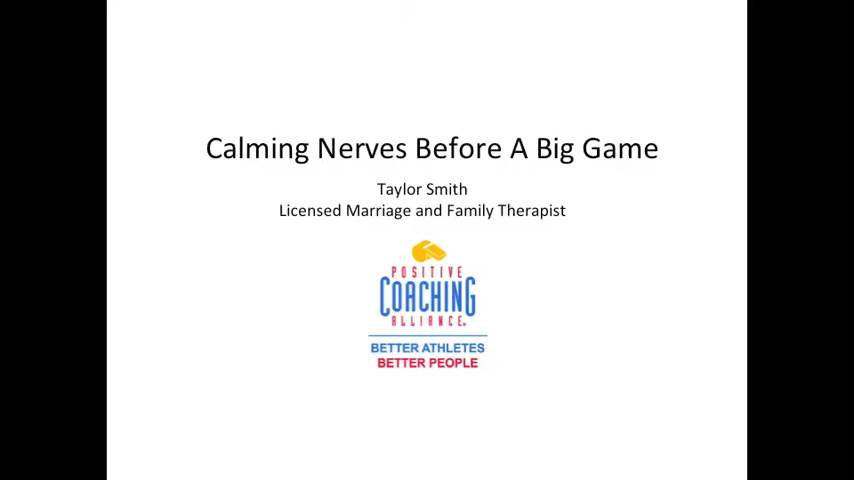 Calming Nerves Before A Big Game
Taylor Smith
Licensed Marriage and Family Therapist
POSITIVE
COACHING
ALLIANCE®
BETTER ATHLETES
BETTER PEOPLE